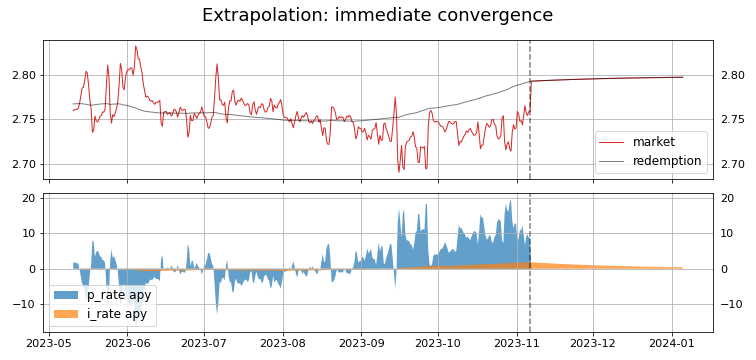 Extrapolation: immediate convergence
2.80
2.80
2.75
2.75
2.70
2.70
market
redemption
20
20
10
10
0
0
−10
−10
p_rate apy
i_rate apy
2023-05 2023-06 2023-07 2023-08 2023-09 2023-10 2023-11 2023-12 2024-01